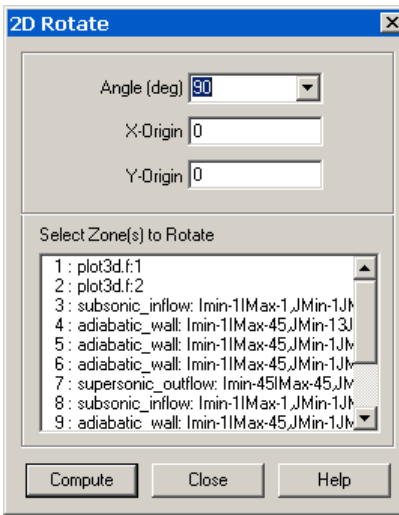 2D Rotate
Angle (deg) 90
X-Origin 0
Y-Origin 0
Select Zone(s) to Rotate
1 : plot3d.f:1
2 : plot3d.f:2
3 : subsonic_inflow: Imin-1IMax-1,JMin-1JM
4 : adiabatic_wall: Imin-1IMax-45,JMin-13J
5 : adiabatic_wall: Imin-1IMax-45,JMin-1JM
6 : adiabatic_wall: Imin-1IMax-45,JMin-1JM
7 : supersonic_outflow: Imin-45IMax-45,JM
8 : subsonic_inflow: Imin-1IMax-1,JMin-1JM
9 : adiabatic_wall: Imin-1IMax-45,JMin-1JM
Compute Close Help